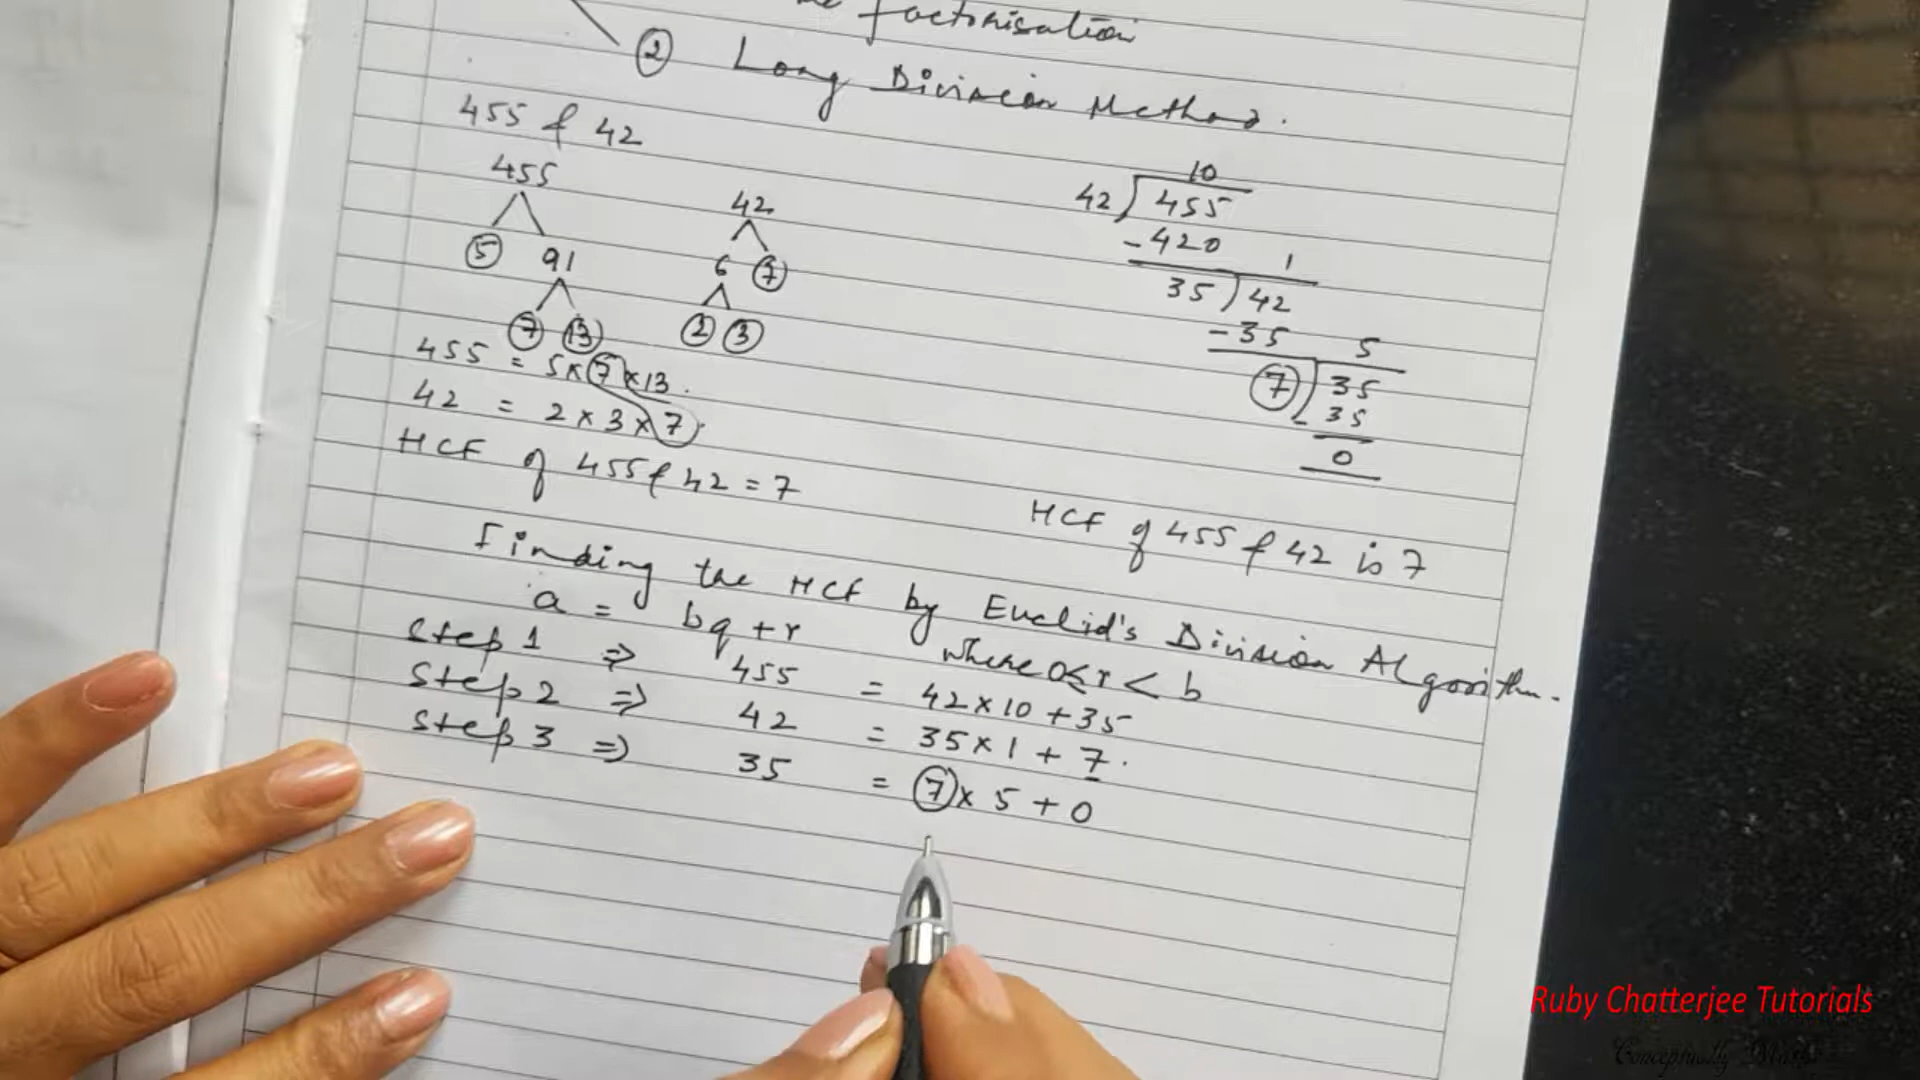 factorisation
② Long Division Method.
455 & 42
455
5 91
7 13
42
6 7
2 3
455 = 5 x 7 x 13.
42 = 2 x 3 x 7.
HCF of 455 & 42 = 7
10
42 ) 455
- 420 1
35 ) 42
- 35 5
7 ) 35
- 35
0
HCF of 455 & 42 is 7
Finding the HCF by Euclid's Division Algorithm.
a = bq + r where 0 ≤ r < b
Step 1 ⇒ 455 = 42 x 10 + 35
Step 2 ⇒ 42 = 35 x 1 + 7.
Step 3 ⇒ 35 = 7 x 5 + 0
Ruby Chatterjee Tutorials
Conceptually